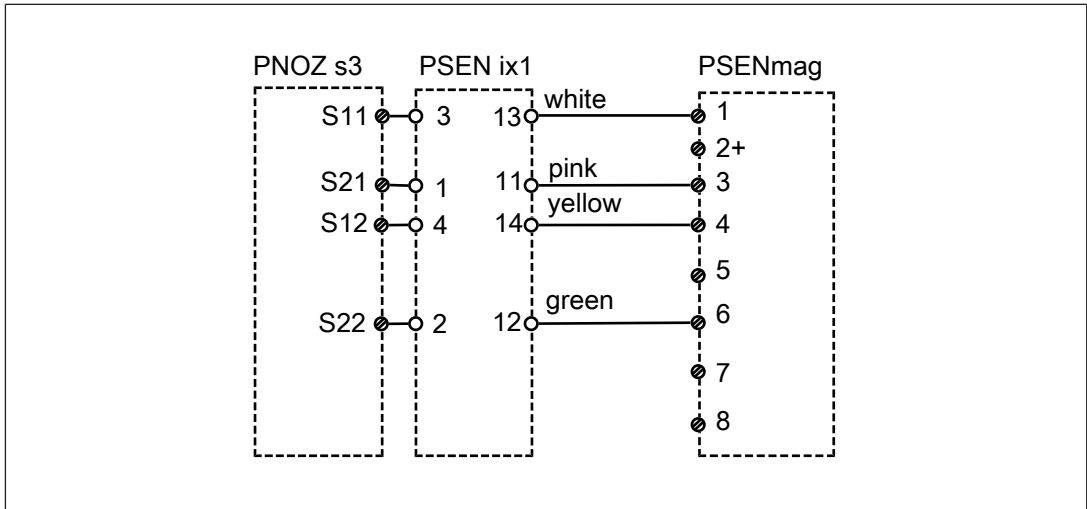 PNOZ s3 PSEN ix1 PSENmag
S11 3 13 white 1
2+
S21 1 11 pink 3
S12 4 14 yellow 4
5
S22 2 12 green 6
7
8